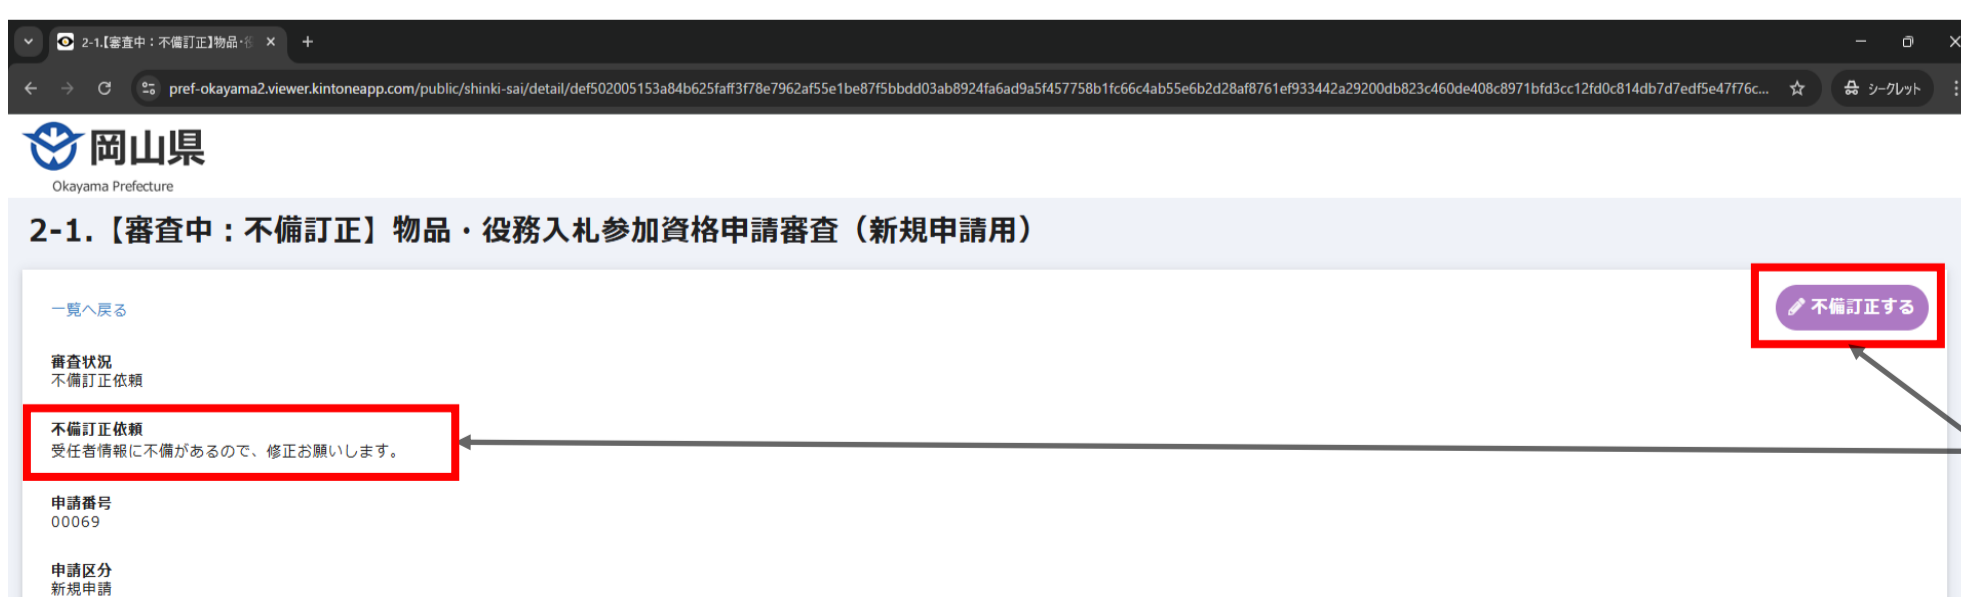 2-1.【審査中：不備訂正】物品・役
pref-okayama2.viewer.kintoneapp.com/public/shinki-sai/detail/def502005153a84b625faff3f78e7962af55e1be87f5bbdd03ab8924fa6ad9a5f457758b1fc66c4ab55e6b2d28af8761ef933442a29200db823c460de408c8971bfd3cc12fd0c814db7d7edf5e47f76c...
シークレット
岡山県
Okayama Prefecture
2-1.【審査中：不備訂正】物品・役務入札参加資格申請審査（新規申請用）
一覧へ戻る
不備訂正する
審査状況
不備訂正依頼
不備訂正依頼
受任者情報に不備があるので、修正お願いします。
申請番号
00069
申請区分
新規申請